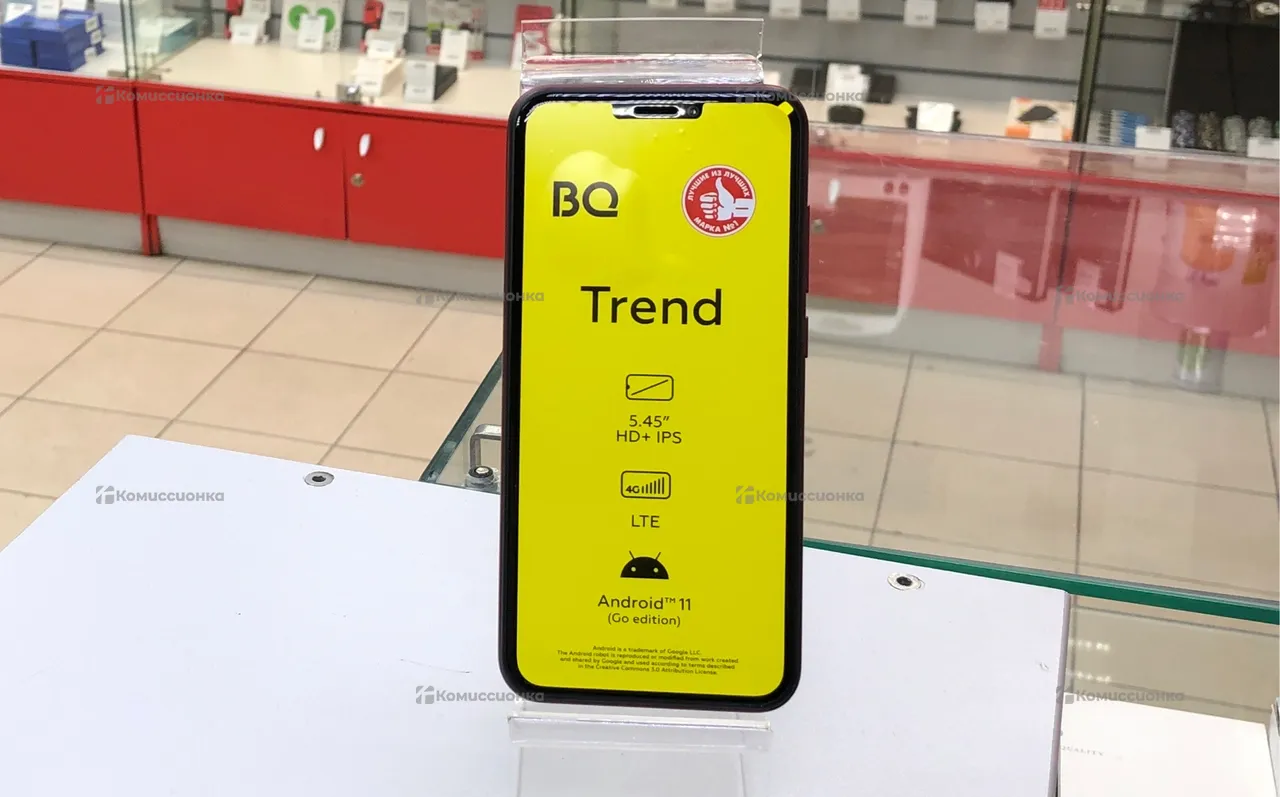 BQ
ЛУЧШИЕ ИЗ ЛУЧШИХ
МАРКА №1
Trend
5.45"
HD+ IPS
4G
LTE
Android™ 11
(Go edition)
Android is a trademark of Google LLC.
The Android robot is reproduced or modified from work created
and shared by Google and used according to terms described
in the Creative Commons 3.0 Attribution License.
Комиссионка
Комиссионка
Комиссионка
Комиссионка
Комиссионка
Комиссионка
Комиссионка
Комиссионка
QUALITY